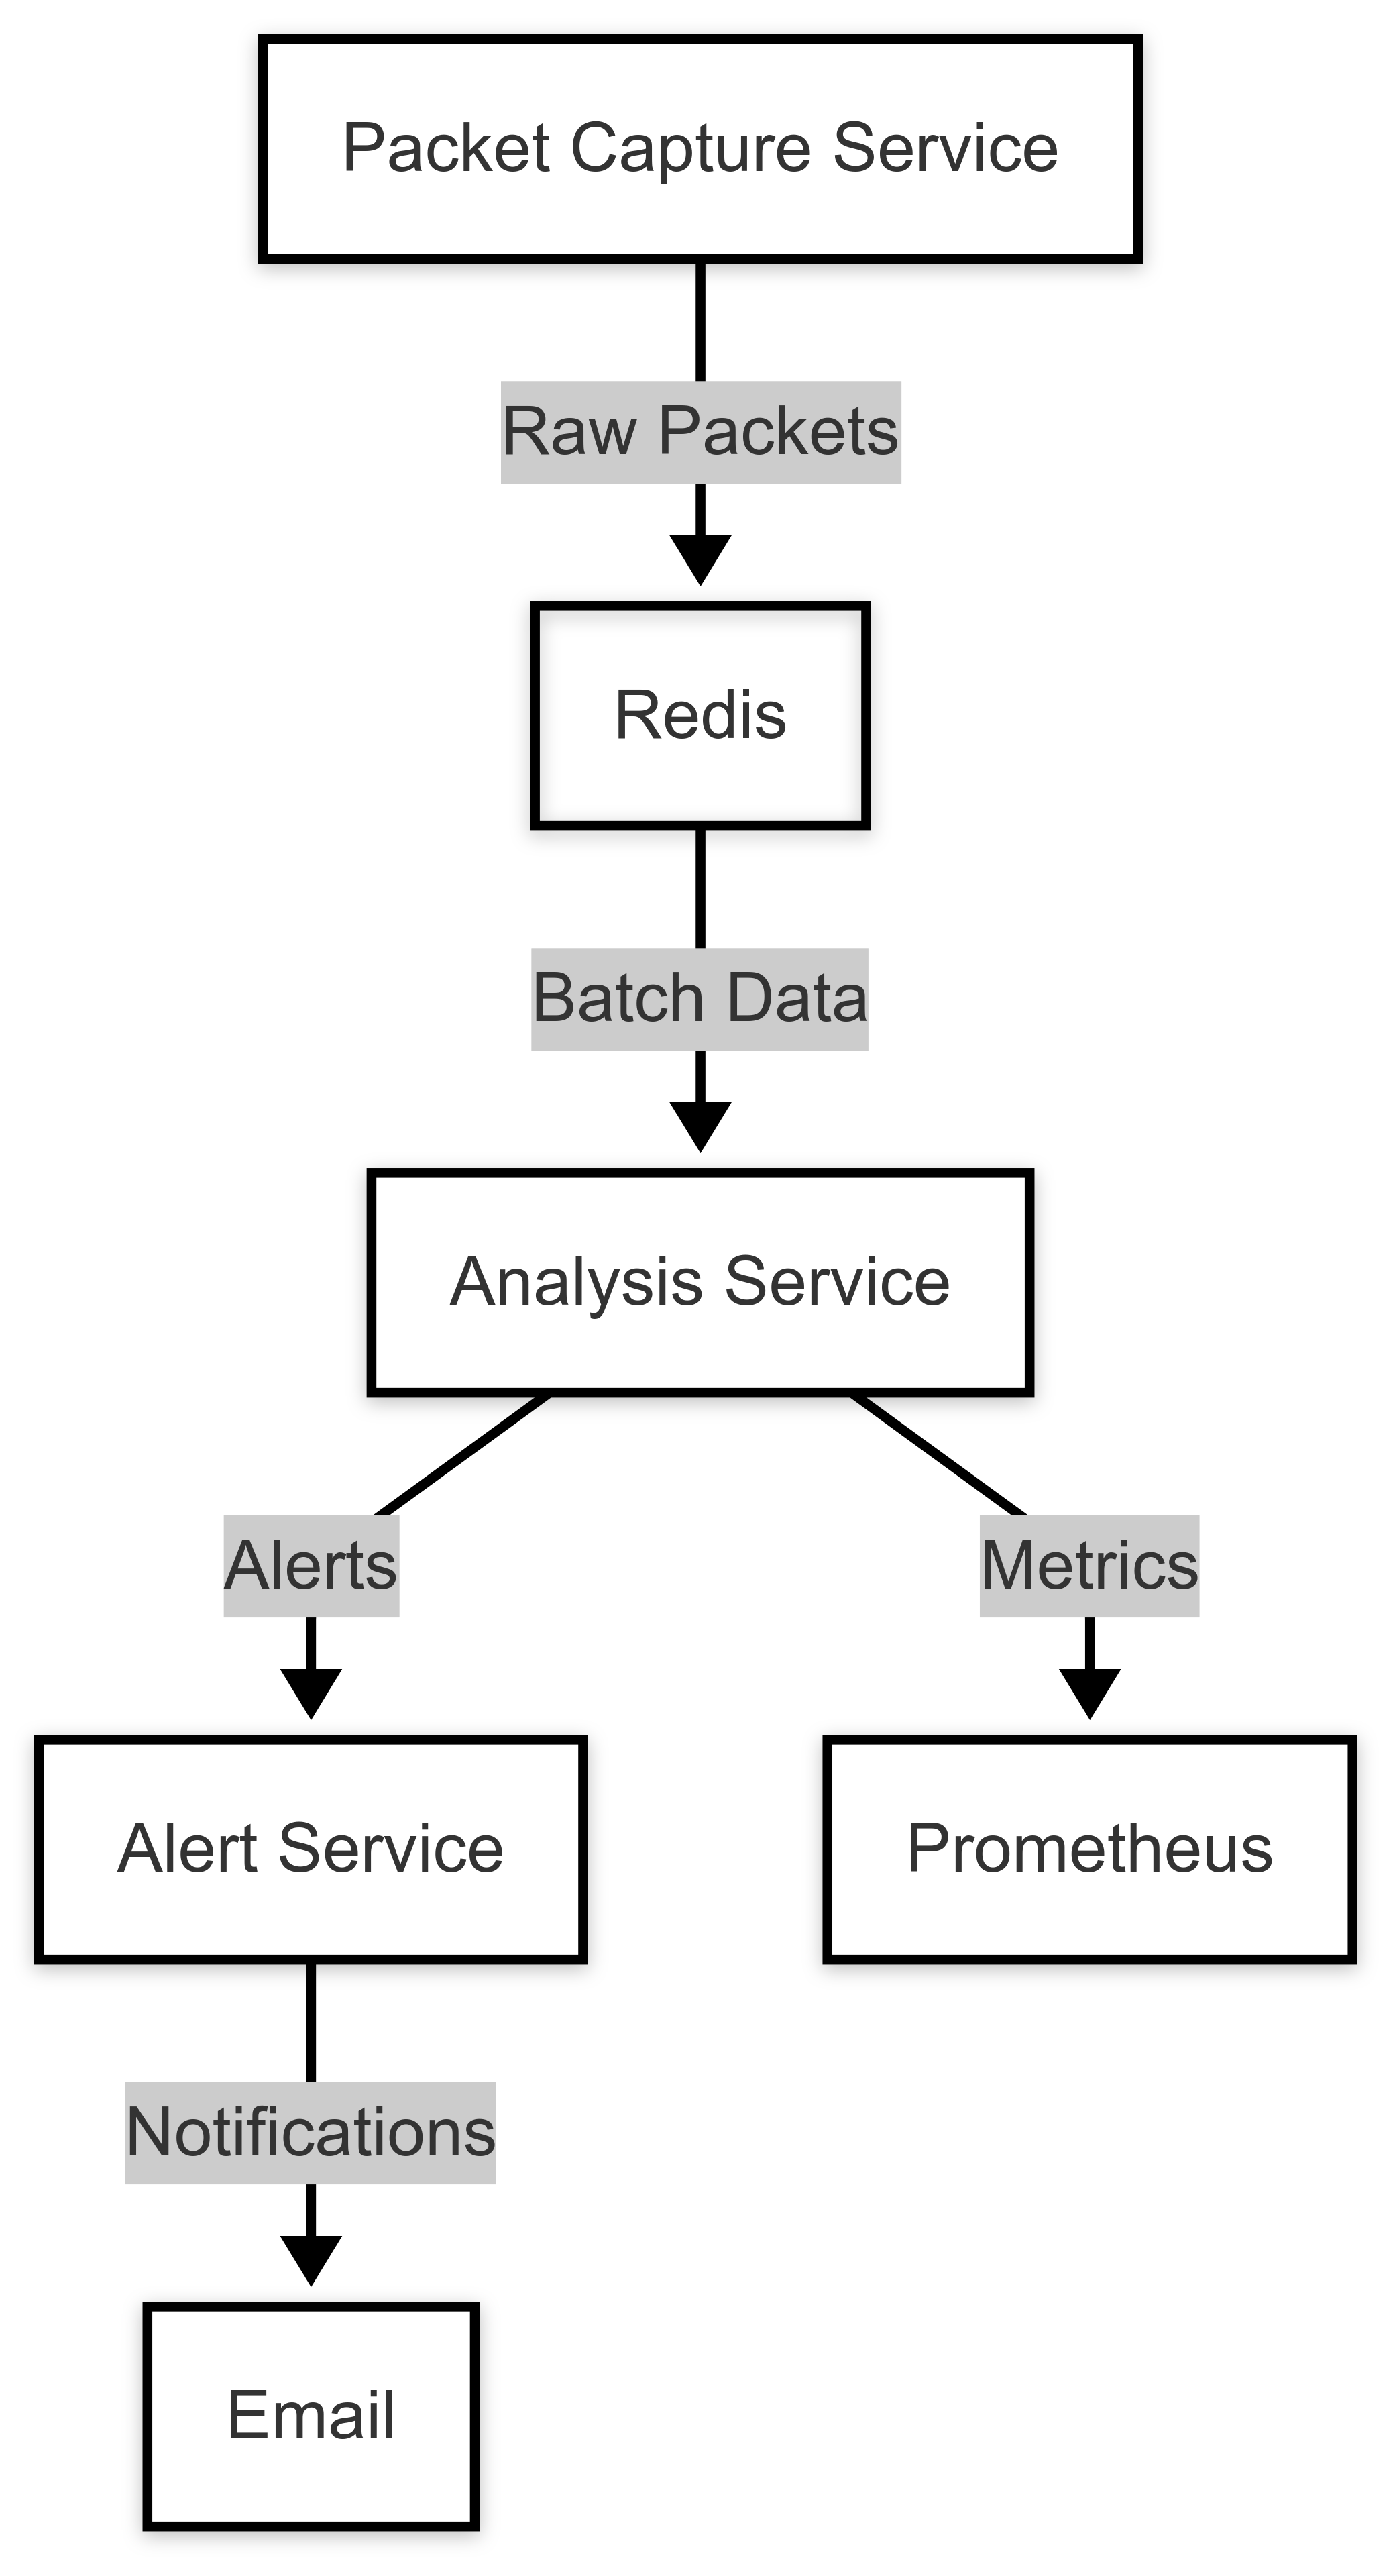 Packet Capture Service
Raw Packets
Redis
Batch Data
Analysis Service
Alerts
Metrics
Alert Service
Prometheus
Notifications
Email